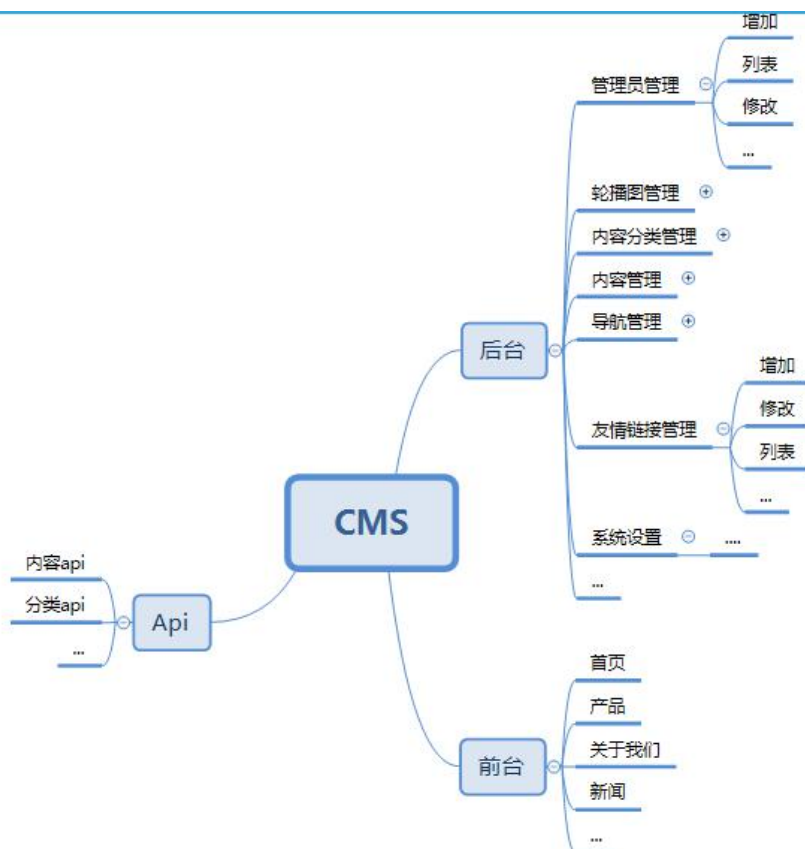 增加
列表
管理员管理
修改
...
轮播图管理
内容分类管理
内容管理
导航管理
后台
增加
修改
友情链接管理
列表
...
CMS
系统设置
....
...
内容api
分类api
Api
...
首页
产品
关于我们
前台
新闻
...